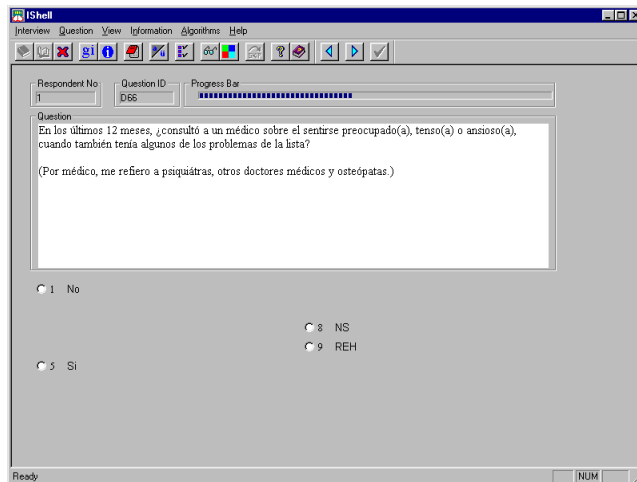 IShell
Interview Question View Information Algorithms Help
gi
Respondent No
Question ID
Progress Bar
1
D66
Question
En los últimos 12 meses, ¿consultó a un médico sobre el sentirse preocupado(a), tenso(a) o ansioso(a),
cuando también tenía algunos de los problemas de la lista?
(Por médico, me refiero a psiquiátras, otros doctores médicos y osteópatas.)
1 No
8 NS
9 REH
5 Si
Ready
NUM